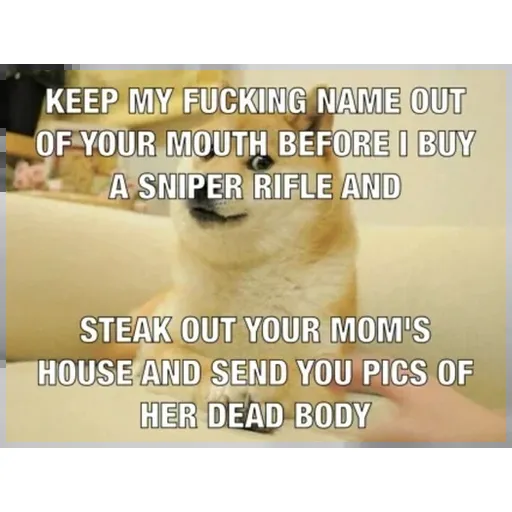 KEEP MY FUCKING NAME OUT
OF YOUR MOUTH BEFORE I BUY
A SNIPER RIFLE AND
STEAK OUT YOUR MOM'S
HOUSE AND SEND YOU PICS OF
HER DEAD BODY